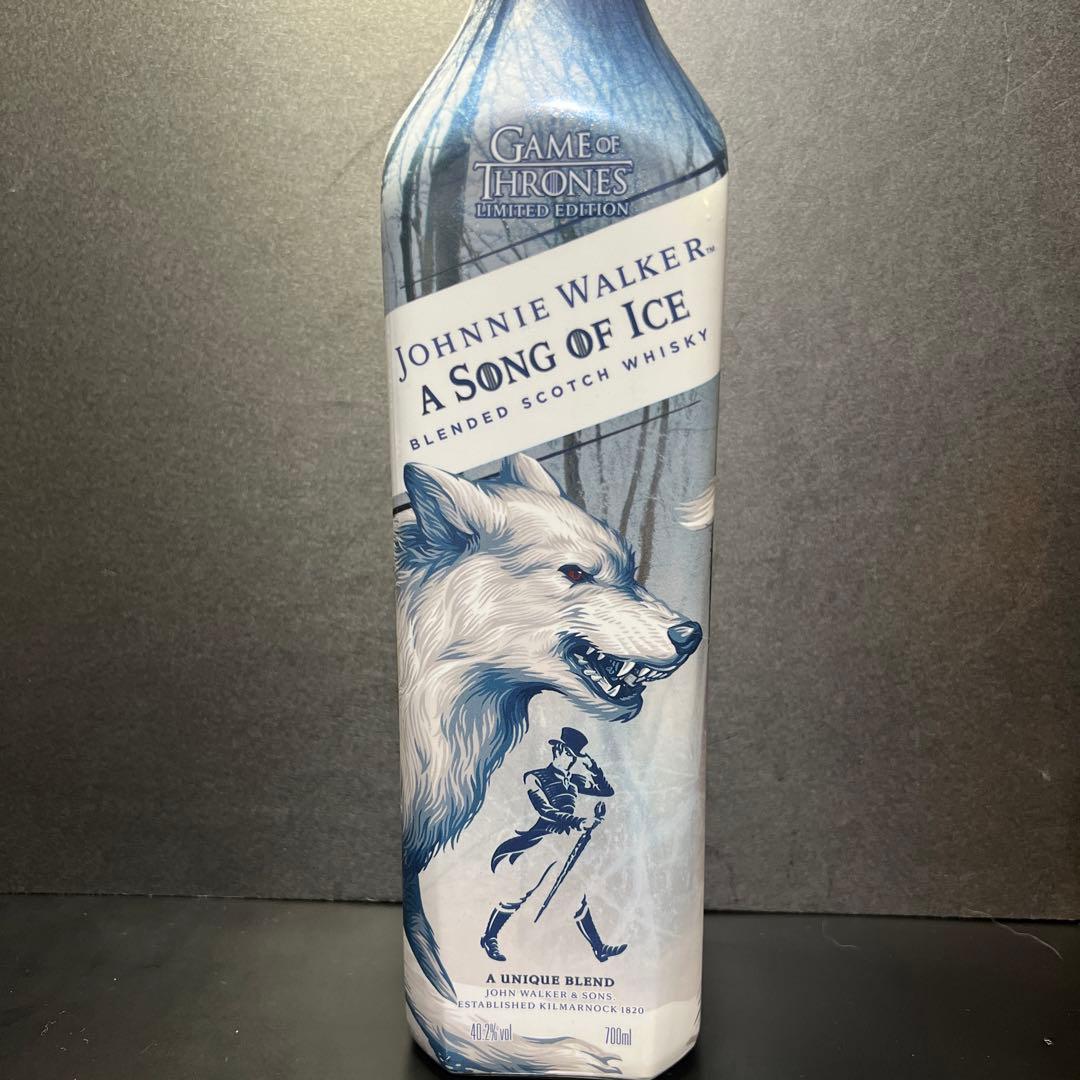 GAME OF
THRONES
LIMITED EDITION
JOHNNIE WALKER™
A SONG OF ICE
BLENDED SCOTCH WHISKY
A UNIQUE BLEND
JOHN WALKER & SONS
ESTABLISHED KILMARNOCK 1820
40.2% vol 700ml